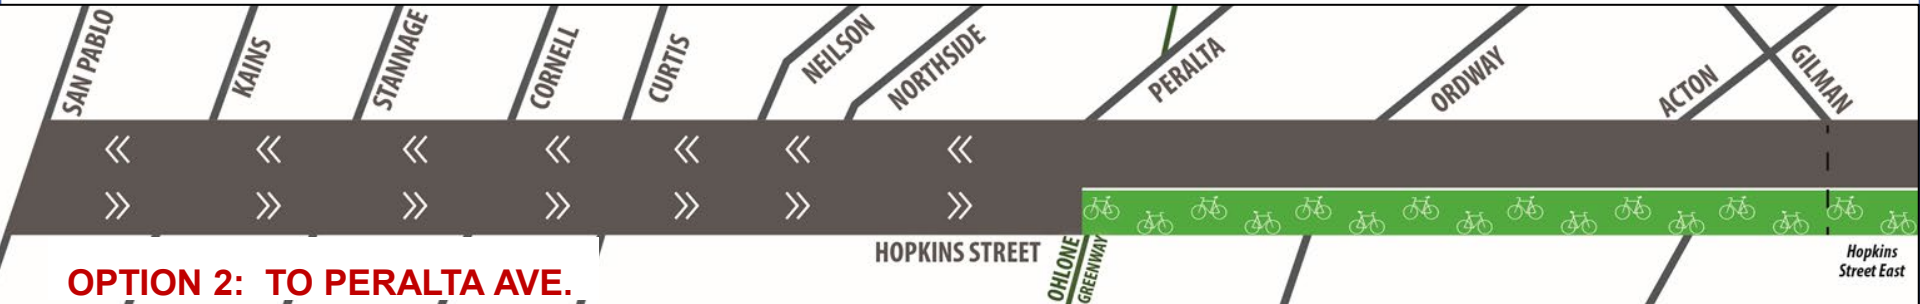 SAN PABLO
KAINS
STANNAGE
CORNELL
CURTIS
NEILSON
NORTHSIDE
PERALTA
ORDWAY
ACTON
GILMAN
HOPKINS STREET
OHLONE
GREENWAY
Hopkins
Street East
OPTION 2: TO PERALTA AVE.